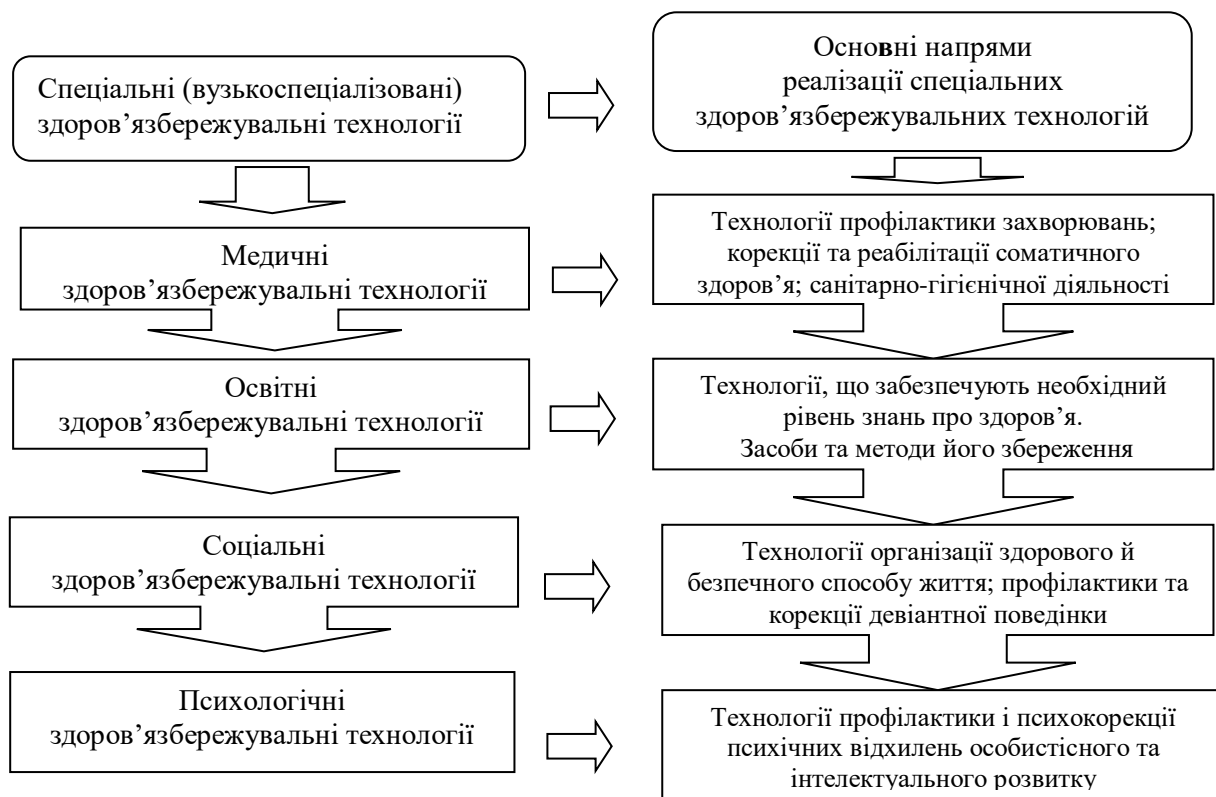 Спеціальні (вузькоспеціалізовані)
здоров’язбережувальні технології
Основні напрями
реалізації спеціальних
здоров’язбережувальних технологій
Медичні
здоров’язбережувальні технології
Технології профілактики захворювань;
корекції та реабілітації соматичного
здоров’я; санітарно-гігієнічної діяльності
Освітні
здоров’язбережувальні технології
Технології, що забезпечують необхідний
рівень знань про здоров’я.
Засоби та методи його збереження
Соціальні
здоров’язбережувальні технології
Технології організації здорового й
безпечного способу життя; профілактики та
корекції девіантної поведінки
Психологічні
здоров’язбережувальні технології
Технології профілактики і психокорекції
психічних відхилень особистісного та
інтелектуального розвитку